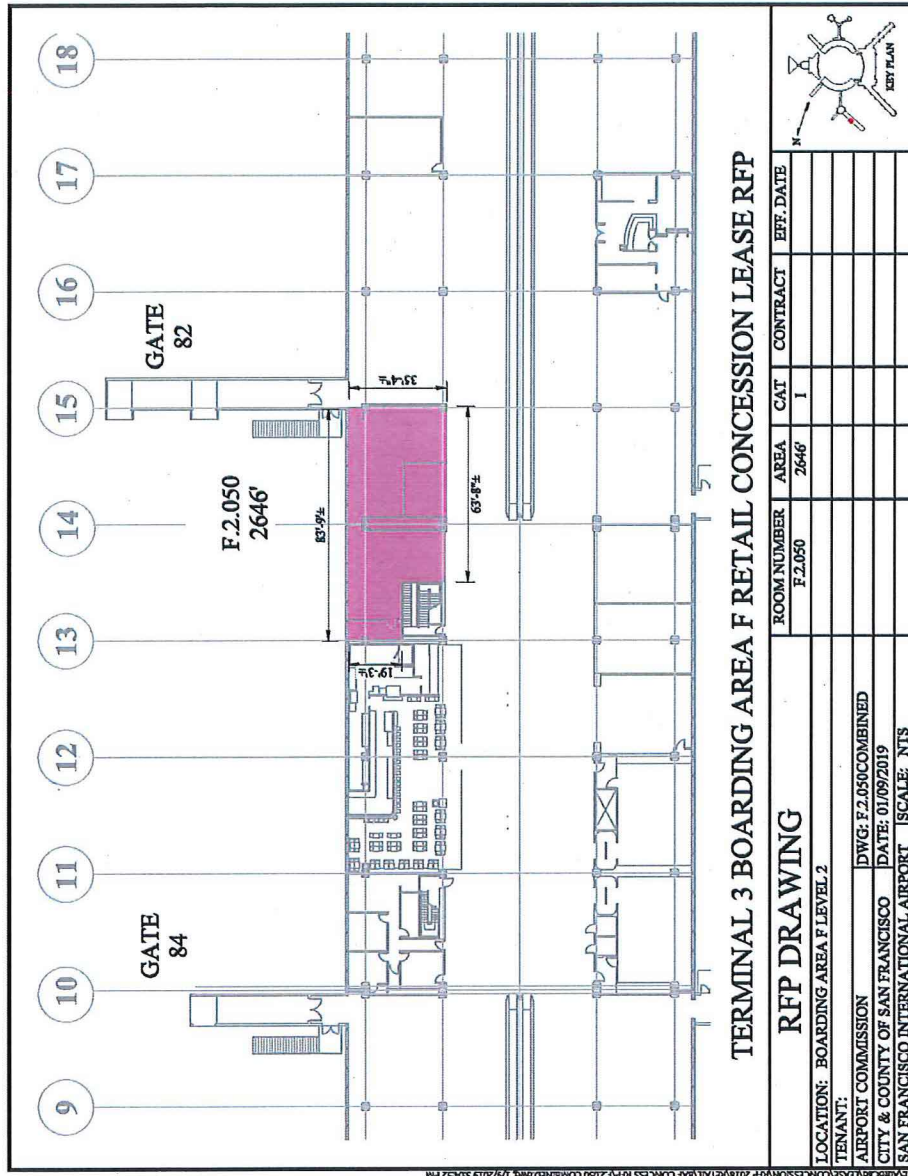 9
10
11
12
13
14
15
16
17
18
GATE
84
GATE
82
F.2.050
2646'
83'-9"±
35'-4"±
63'-8"±
19'-3"±
TERMINAL 3 BOARDING AREA F RETAIL CONCESSION LEASE RFP
RFP DRAWING
LOCATION: BOARDING AREA F LEVEL 2
TENANT:
AIRPORT COMMISSION
DWG: F.2.050COMBINED
CITY & COUNTY OF SAN FRANCISCO
DATE: 01/09/2019
SAN FRANCISCO INTERNATIONAL AIRPORT
SCALE: NTS
ROOM NUMBER AREA CAT CONTRACT EFF. DATE
F.2.050 2646' I
N
KEY PLAN